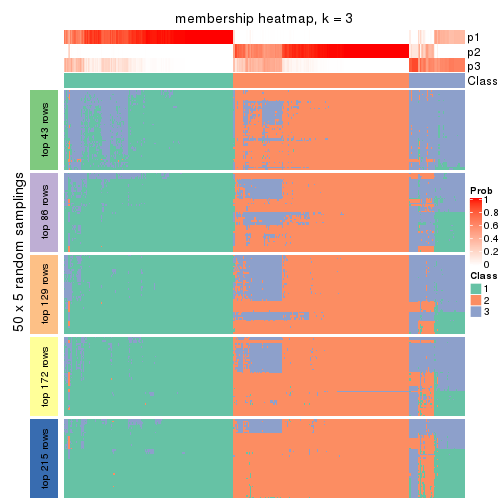 membership heatmap, k = 3
p1
p2
p3
Class
50 x 5 random samplings
top 43 rows
top 86 rows
top 129 rows
top 172 rows
top 215 rows
Prob
1
0.8
0.6
0.4
0.2
0
Class
1
2
3